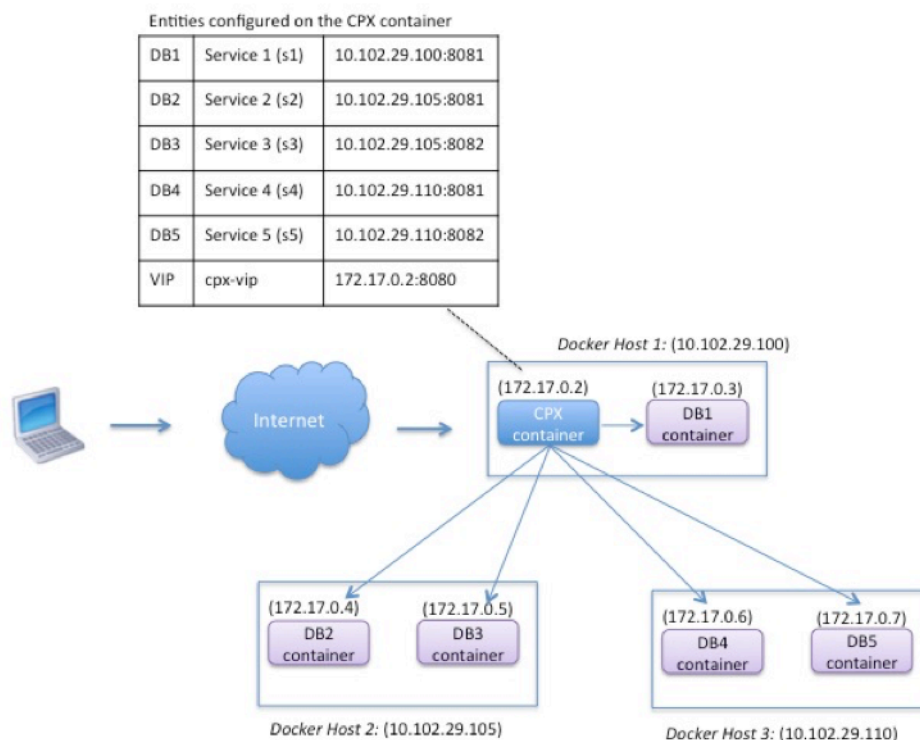 Entities configured on the CPX container
DB1 Service 1 (s1) 10.102.29.100:8081
DB2 Service 2 (s2) 10.102.29.105:8081
DB3 Service 3 (s3) 10.102.29.105:8082
DB4 Service 4 (s4) 10.102.29.110:8081
DB5 Service 5 (s5) 10.102.29.110:8082
VIP cpx-vip 172.17.0.2:8080
Docker Host 1: (10.102.29.100)
(172.17.0.2) (172.17.0.3)
CPX container
DB1 container
Internet
(172.17.0.4) (172.17.0.5)
DB2 container
DB3 container
Docker Host 2: (10.102.29.105)
(172.17.0.6) (172.17.0.7)
DB4 container
DB5 container
Docker Host 3: (10.102.29.110)